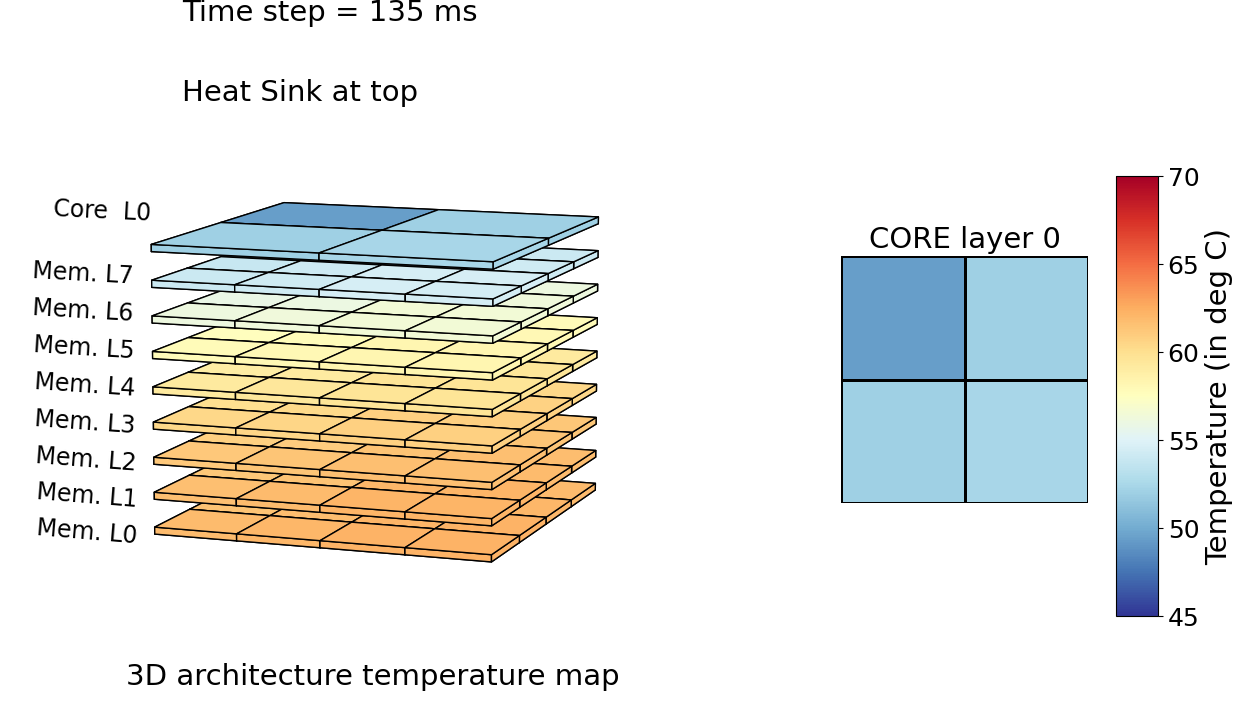 Time step = 135 ms
Heat Sink at top
Core L0
Mem. L7
Mem. L6
Mem. L5
Mem. L4
Mem. L3
Mem. L2
Mem. L1
Mem. L0
3D architecture temperature map
CORE layer 0
70
65
60
55
50
45
Temperature (in deg C)